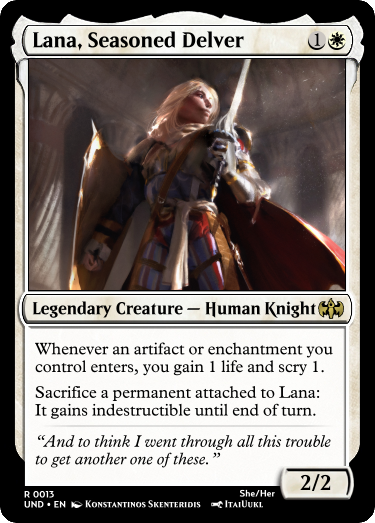 Lana, Seasoned Delver 1
Legendary Creature — Human Knight
Whenever an artifact or enchantment you
control enters, you gain 1 life and scry 1.
Sacrifice a permanent attached to Lana:
It gains indestructible until end of turn.
“And to think I went through all this trouble
to get another one of these.”
2/2
R 0013 She/Her
UND • EN Konstantinos Skenteridis ItaiUukl